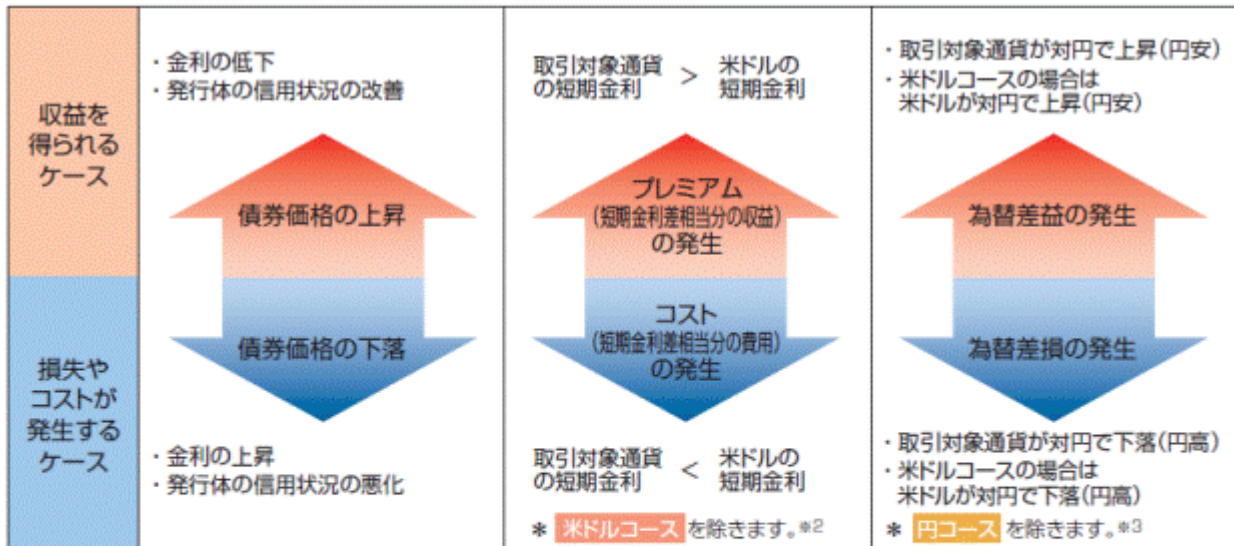 収益を
得られる
ケース
・金利の低下
・発行体の信用状況の改善
債券価格の上昇
取引対象通貨
の短期金利
>
米ドルの
短期金利
プレミアム
(短期金利差相当分の収益)
の発生
・取引対象通貨が対円で上昇(円安)
・米ドルコースの場合は
米ドルが対円で上昇(円安)
為替差益の発生
損失や
コストが
発生する
ケース
債券価格の下落
・金利の上昇
・発行体の信用状況の悪化
コスト
(短期金利差相当分の費用)
の発生
取引対象通貨
の短期金利
<
米ドルの
短期金利
* 米ドルコース を除きます。※2
為替差損の発生
・取引対象通貨が対円で下落(円高)
・米ドルコースの場合は
米ドルが対円で下落(円高)
* 円コース を除きます。※3